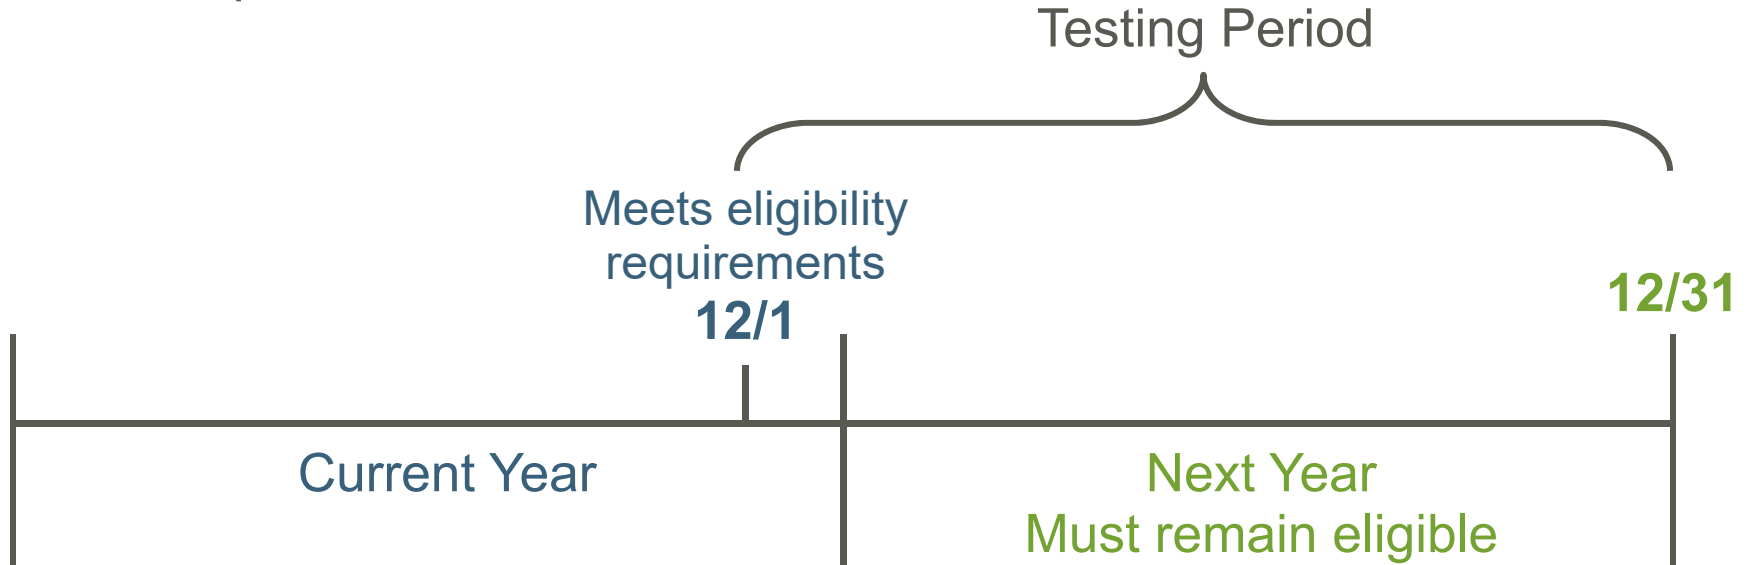 Testing Period
Meets eligibility
requirements
12/1
12/31
Current Year
Next Year
Must remain eligible